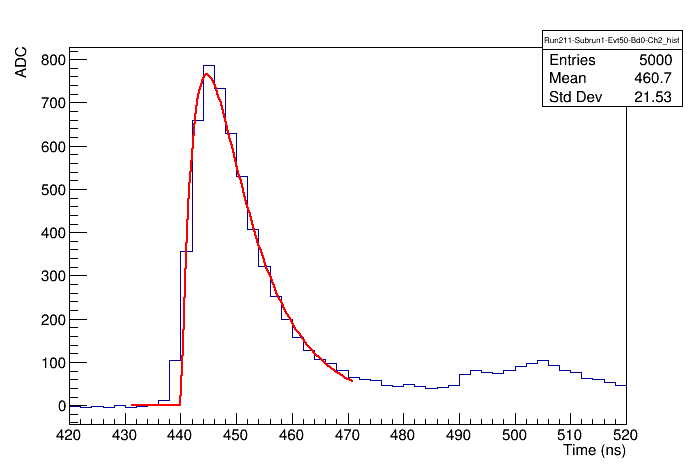 Run211-Subrun1-Evt50-Bd0-Ch2_hist
Entries 5000
Mean 460.7
Std Dev 21.53
ADC
800
700
600
500
400
300
200
100
0
420 430 440 450 460 470 480 490 500 510 520
Time (ns)